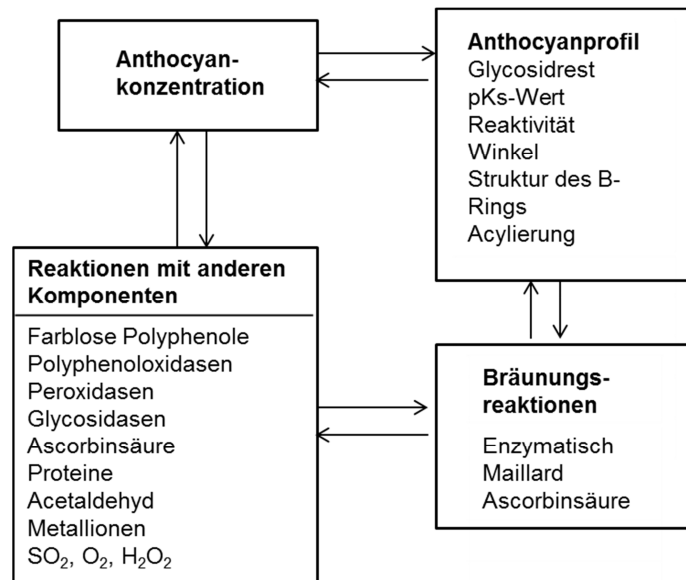 Anthocyan-
konzentration
Anthocyanprofil
Glycosidrest
pKs-Wert
Reaktivität
Winkel
Struktur des B-
Rings
Acylierung
Reaktionen mit anderen
Komponenten
Farblose Polyphenole
Polyphenoloxidasen
Peroxidasen
Glycosidasen
Ascorbinsäure
Proteine
Acetaldehyd
Metallionen
SO₂, O₂, H₂O₂
Bräunungs-
reaktionen
Enzymatisch
Maillard
Ascorbinsäure